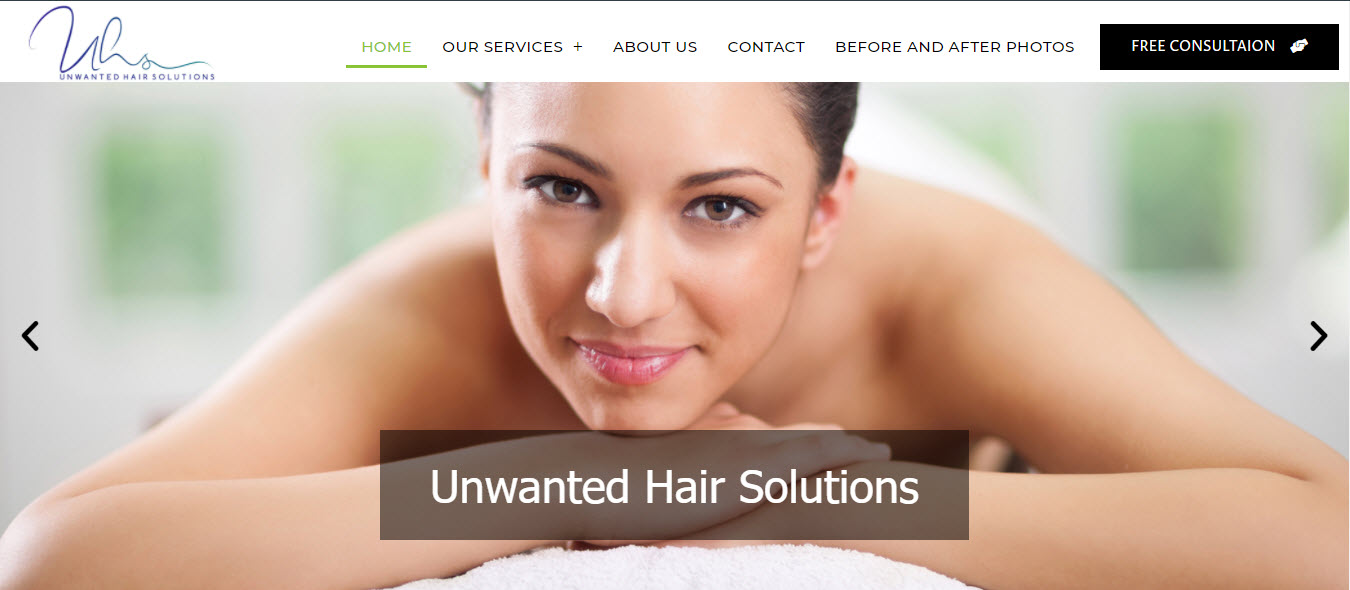 Uhs
UNWANTED HAIR SOLUTIONS
HOME
OUR SERVICES +
ABOUT US
CONTACT
BEFORE AND AFTER PHOTOS
FREE CONSULTAION
Unwanted Hair Solutions